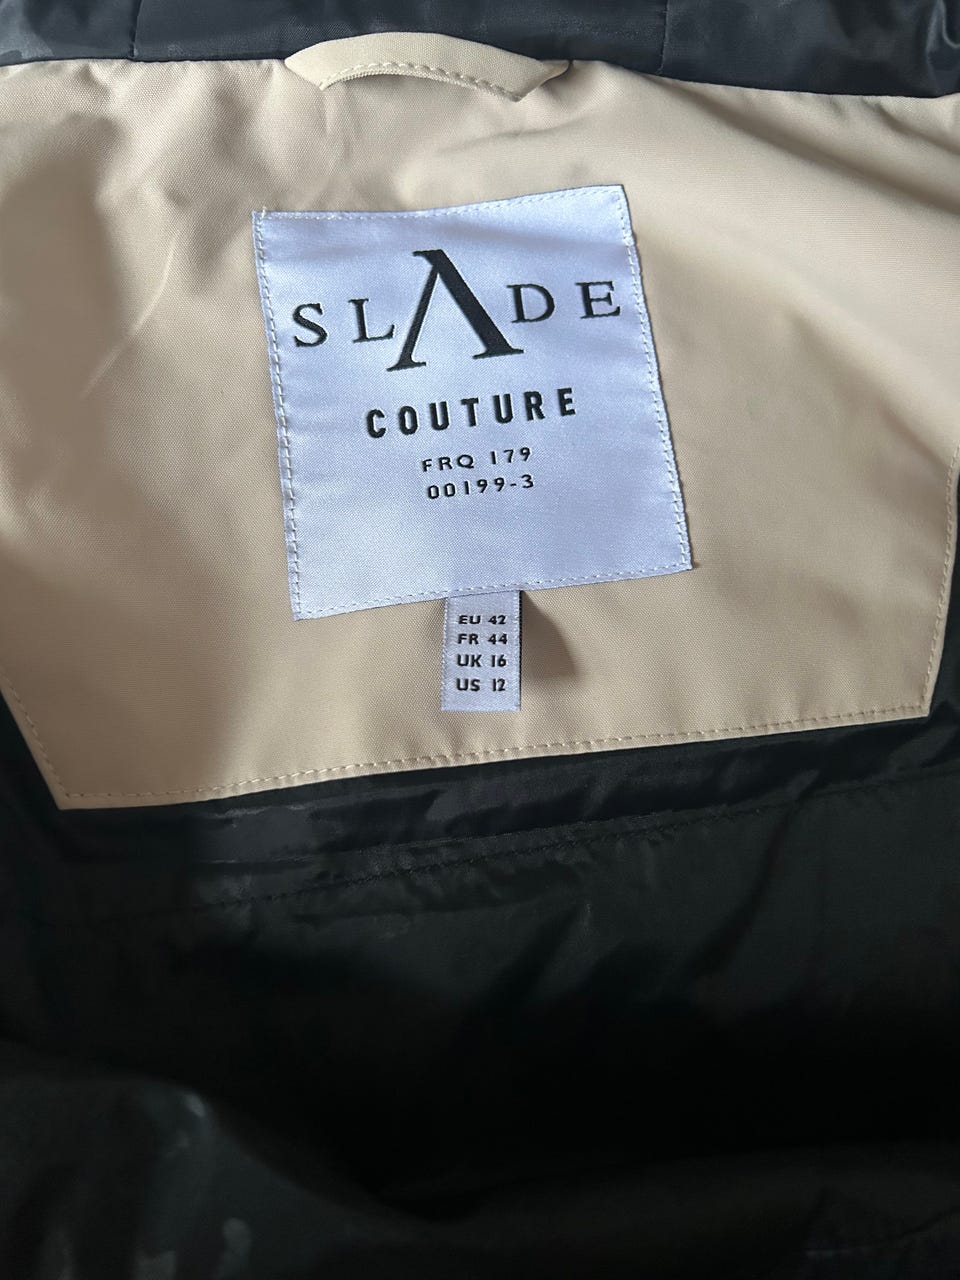 SLΛDE
COUTURE
FRQ 179
00199-3
EU 42
FR 44
UK 16
US 12